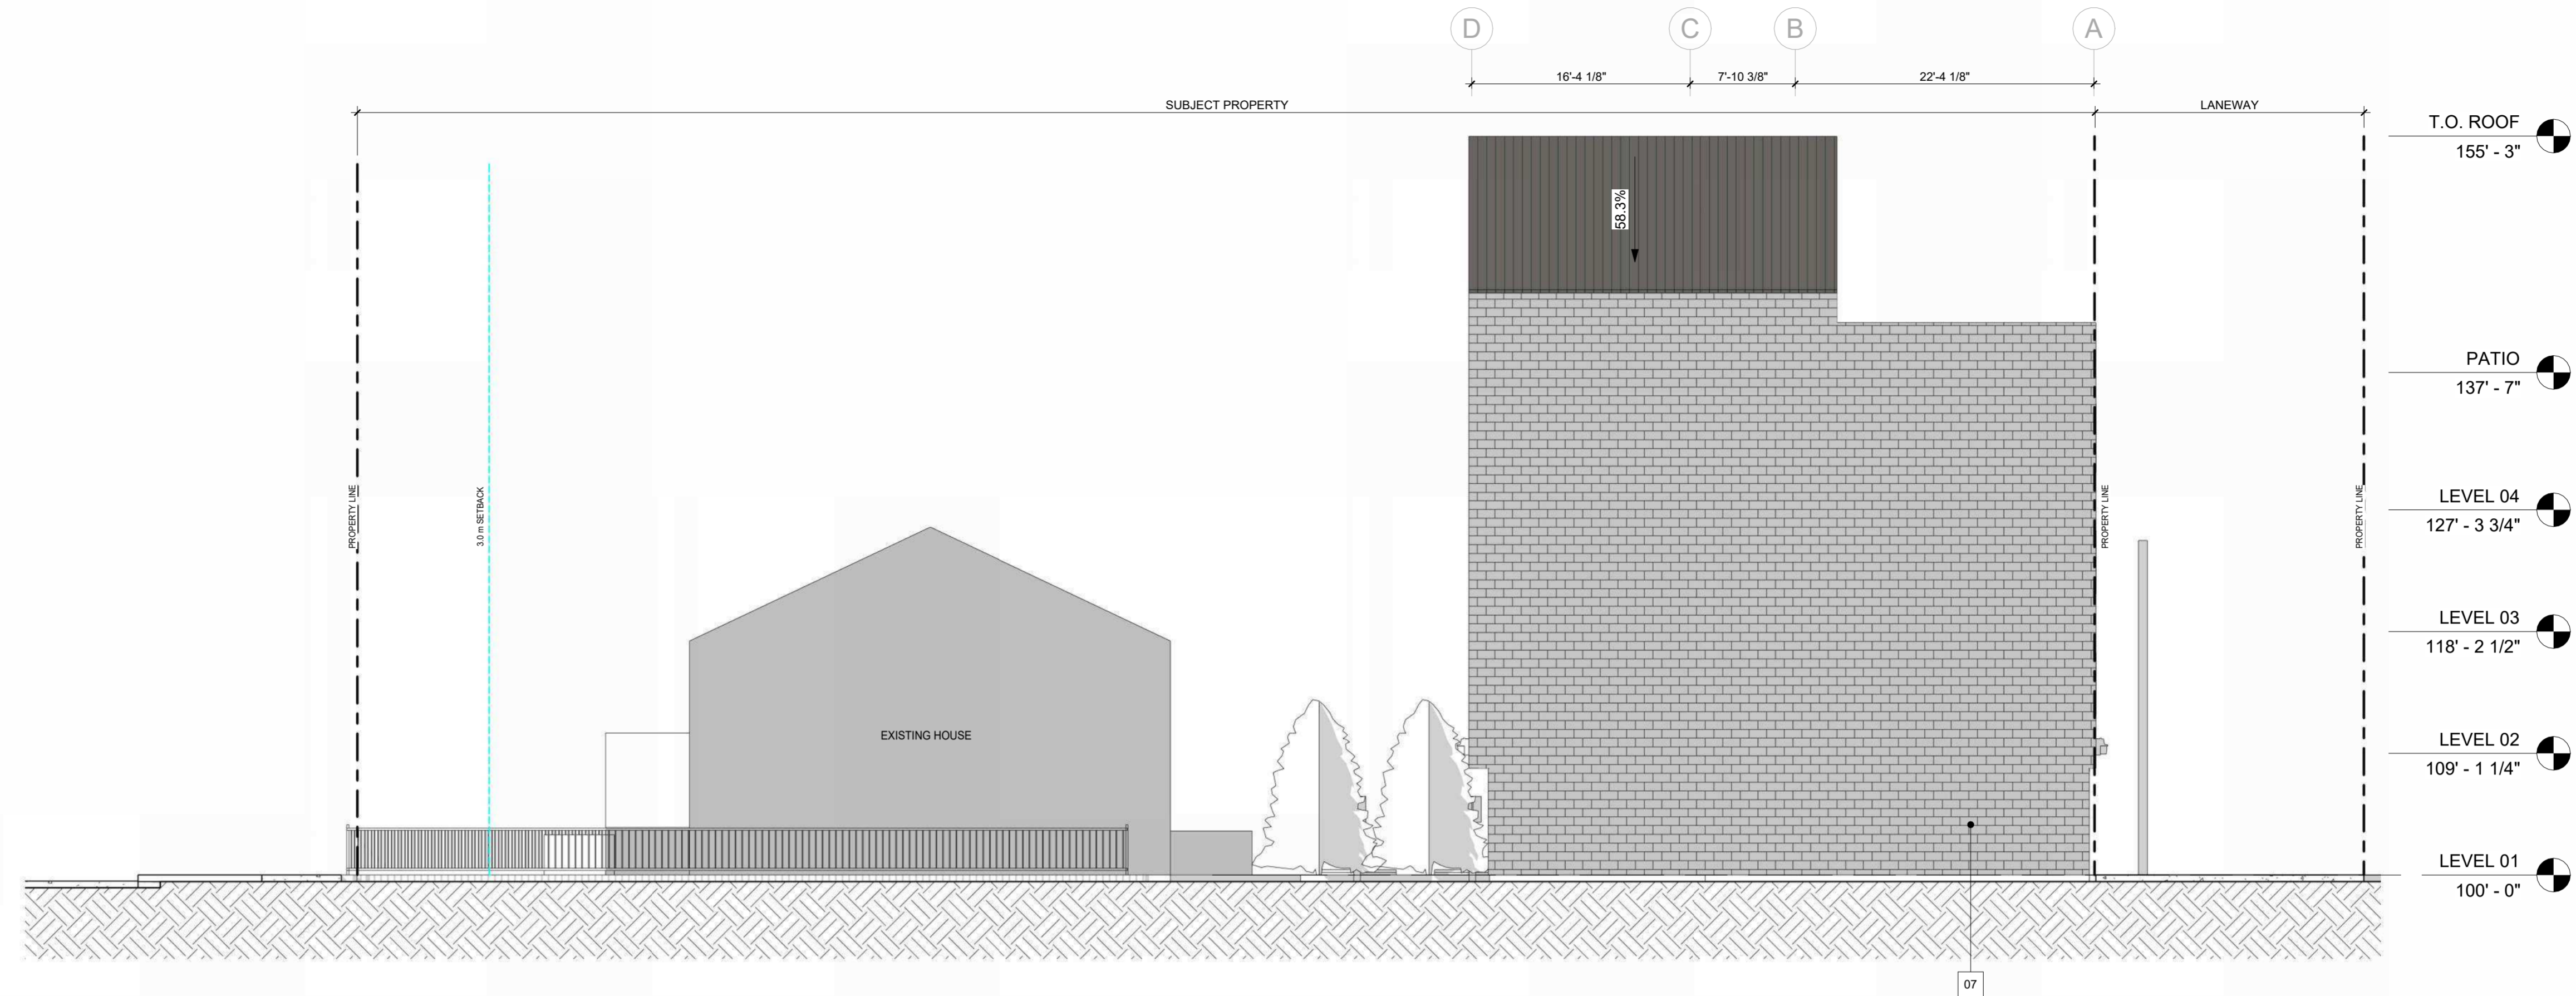 D
C
B
A
16'-4 1/8"
7'-10 3/8"
22'-4 1/8"
SUBJECT PROPERTY
LANEWAY
T.O. ROOF
155' - 3"
58.3%
PATIO
137' - 7"
PROPERTY LINE
3.0 m SETBACK
PROPERTY LINE
PROPERTY LINE
LEVEL 04
127' - 3 3/4"
LEVEL 03
118' - 2 1/2"
EXISTING HOUSE
LEVEL 02
109' - 1 1/4"
LEVEL 01
100' - 0"
07